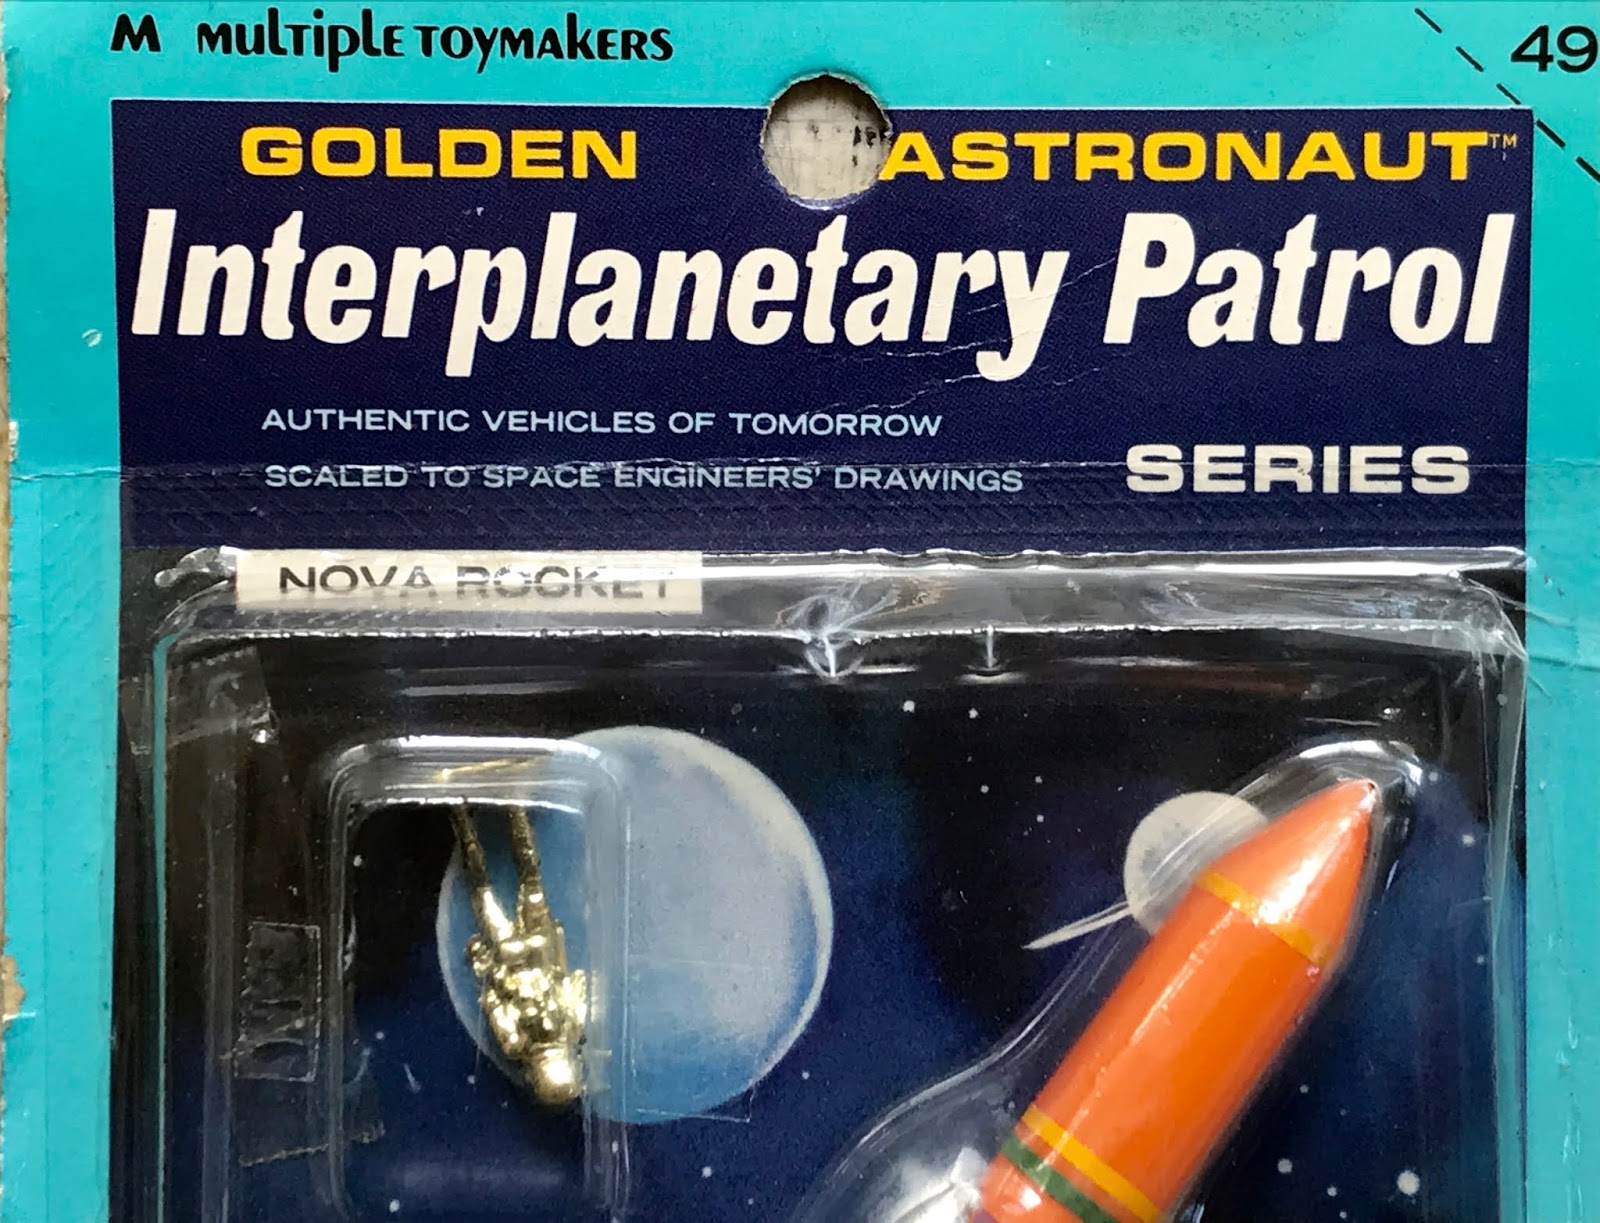 M MULTIPLE TOYMAKERS
49
GOLDEN ASTRONAUT™
Interplanetary Patrol
AUTHENTIC VEHICLES OF TOMORROW
SCALED TO SPACE ENGINEERS' DRAWINGS
SERIES
NOVA ROCKET